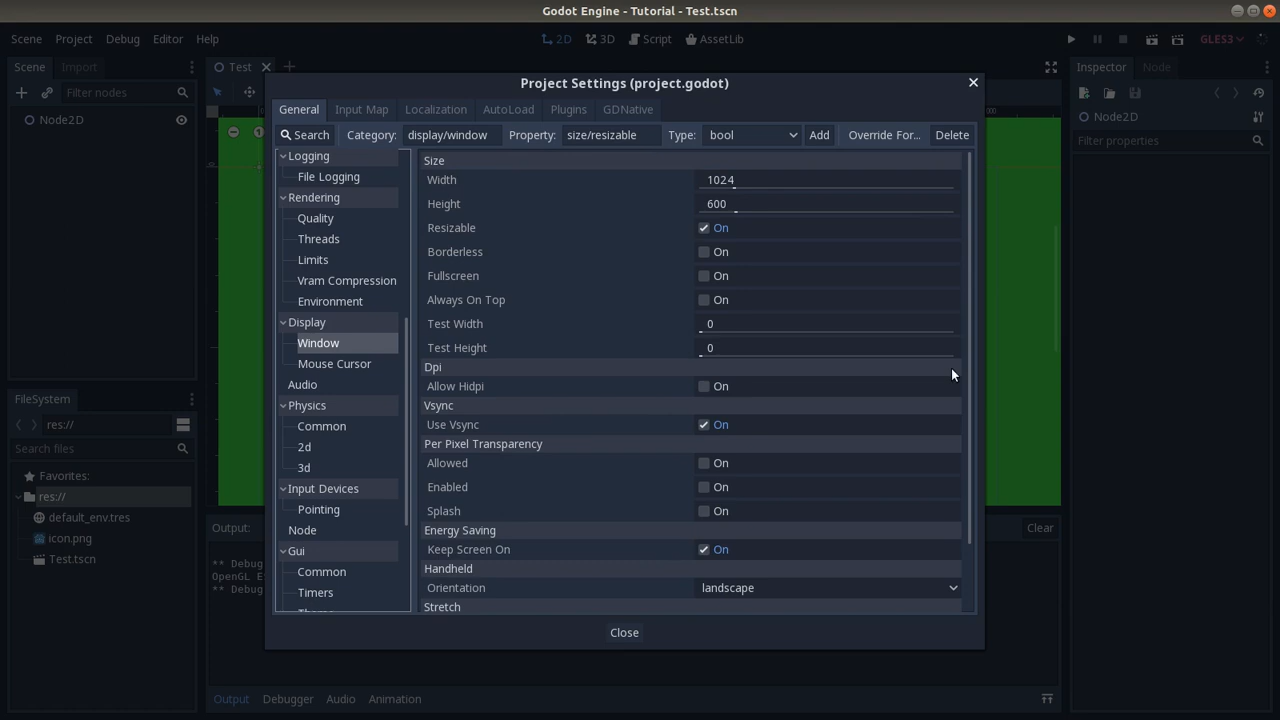 Godot Engine - Tutorial - Test.tscn
Scene Project Debug Editor Help
2D 3D Script AssetLib
GLES3
Scene Import
Filter nodes
Node2D
Test
Project Settings (project.godot)
General Input Map Localization AutoLoad Plugins GDNative
Search Category: display/window Property: size/resizable Type: bool Add Override For... Delete
Logging
File Logging
Rendering
Quality
Threads
Limits
Vram Compression
Environment
Display
Window
Mouse Cursor
Audio
Physics
Common
2d
3d
Input Devices
Pointing
Node
Gui
Common
Timers
Size
Width 1024
Height 600
Resizable On
Borderless On
Fullscreen On
Always On Top On
Test Width 0
Test Height 0
Dpi
Allow Hidpi On
Vsync
Use Vsync On
Per Pixel Transparency
Allowed On
Enabled On
Splash On
Energy Saving
Keep Screen On On
Handheld
Orientation landscape
Stretch
Close
Inspector Node
Node2D
Filter properties
FileSystem
res://
Search files
Favorites:
res://
default_env.tres
icon.png
Test.tscn
Output:
Clear
** Debug
OpenGL E
** Debug
Output Debugger Audio Animation